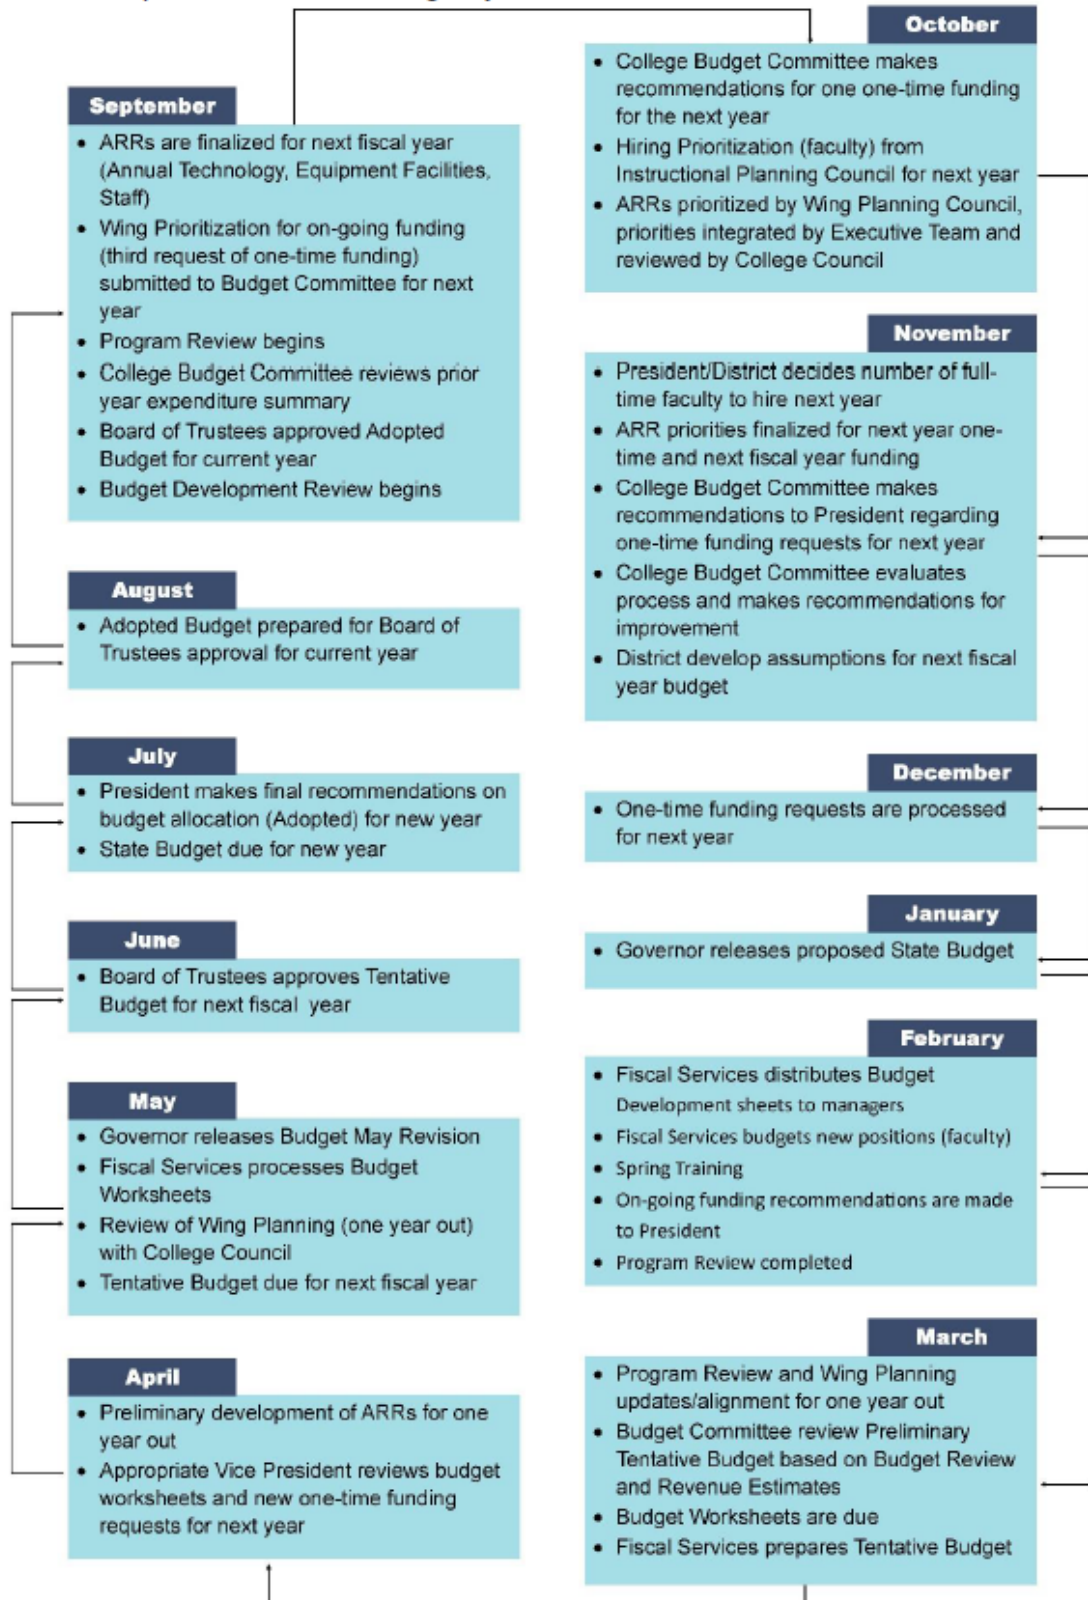 September
• ARRs are finalized for next fiscal year
(Annual Technology, Equipment Facilities,
Staff)
• Wing Prioritization for on-going funding
(third request of one-time funding)
submitted to Budget Committee for next
year
• Program Review begins
• College Budget Committee reviews prior
year expenditure summary
• Board of Trustees approved Adopted
Budget for current year
• Budget Development Review begins
August
• Adopted Budget prepared for Board of
Trustees approval for current year
July
• President makes final recommendations on
budget allocation (Adopted) for new year
• State Budget due for new year
June
• Board of Trustees approves Tentative
Budget for next fiscal year
May
• Governor releases Budget May Revision
• Fiscal Services processes Budget
Worksheets
• Review of Wing Planning (one year out)
with College Council
• Tentative Budget due for next fiscal year
April
• Preliminary development of ARRs for one
year out
• Appropriate Vice President reviews budget
worksheets and new one-time funding
requests for next year
October
• College Budget Committee makes
recommendations for one one-time funding
for the next year
• Hiring Prioritization (faculty) from
Instructional Planning Council for next year
• ARRs prioritized by Wing Planning Council,
priorities integrated by Executive Team and
reviewed by College Council
November
• President/District decides number of full-
time faculty to hire next year
• ARR priorities finalized for next year one-
time and next fiscal year funding
• College Budget Committee makes
recommendations to President regarding
one-time funding requests for next year
• College Budget Committee evaluates
process and makes recommendations for
improvement
• District develop assumptions for next fiscal
year budget
December
• One-time funding requests are processed
for next year
January
• Governor releases proposed State Budget
February
• Fiscal Services distributes Budget
Development sheets to managers
• Fiscal Services budgets new positions (faculty)
• Spring Training
• On-going funding recommendations are made
to President
• Program Review completed
March
• Program Review and Wing Planning
updates/alignment for one year out
• Budget Committee review Preliminary
Tentative Budget based on Budget Review
and Revenue Estimates
• Budget Worksheets are due
• Fiscal Services prepares Tentative Budget